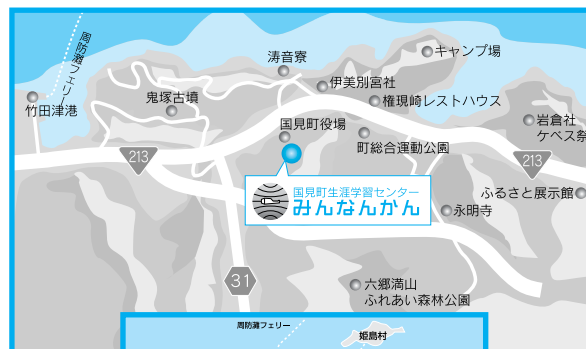 周防灘フェリー
竹田津港
鬼塚古墳
涛音寮
伊美別宮社
キャンプ場
権現崎レストハウス
国見町役場
町総合運動公園
岩倉社
ケベス祭
213
213
国見町生涯学習センター
みんなんかん
ふるさと展示館
永明寺
31
六郷満山
ふれあい森林公園
周防灘フェリー
姫島村